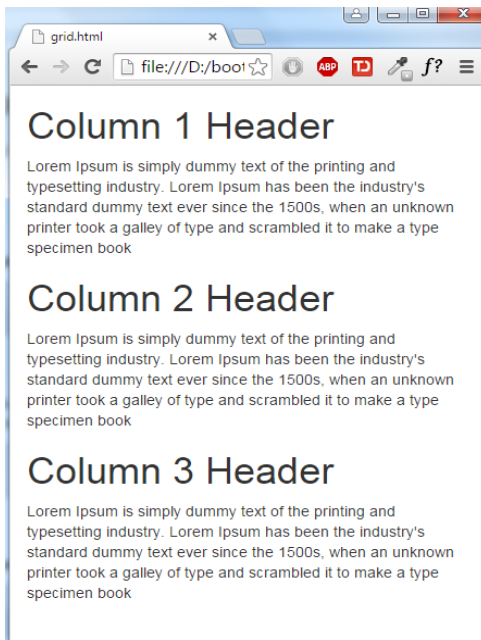 grid.html
file:///D:/boot
ABP
f?
Column 1 Header
Lorem Ipsum is simply dummy text of the printing and
typesetting industry. Lorem Ipsum has been the industry's
standard dummy text ever since the 1500s, when an unknown
printer took a galley of type and scrambled it to make a type
specimen book
Column 2 Header
Lorem Ipsum is simply dummy text of the printing and
typesetting industry. Lorem Ipsum has been the industry's
standard dummy text ever since the 1500s, when an unknown
printer took a galley of type and scrambled it to make a type
specimen book
Column 3 Header
Lorem Ipsum is simply dummy text of the printing and
typesetting industry. Lorem Ipsum has been the industry's
standard dummy text ever since the 1500s, when an unknown
printer took a galley of type and scrambled it to make a type
specimen book